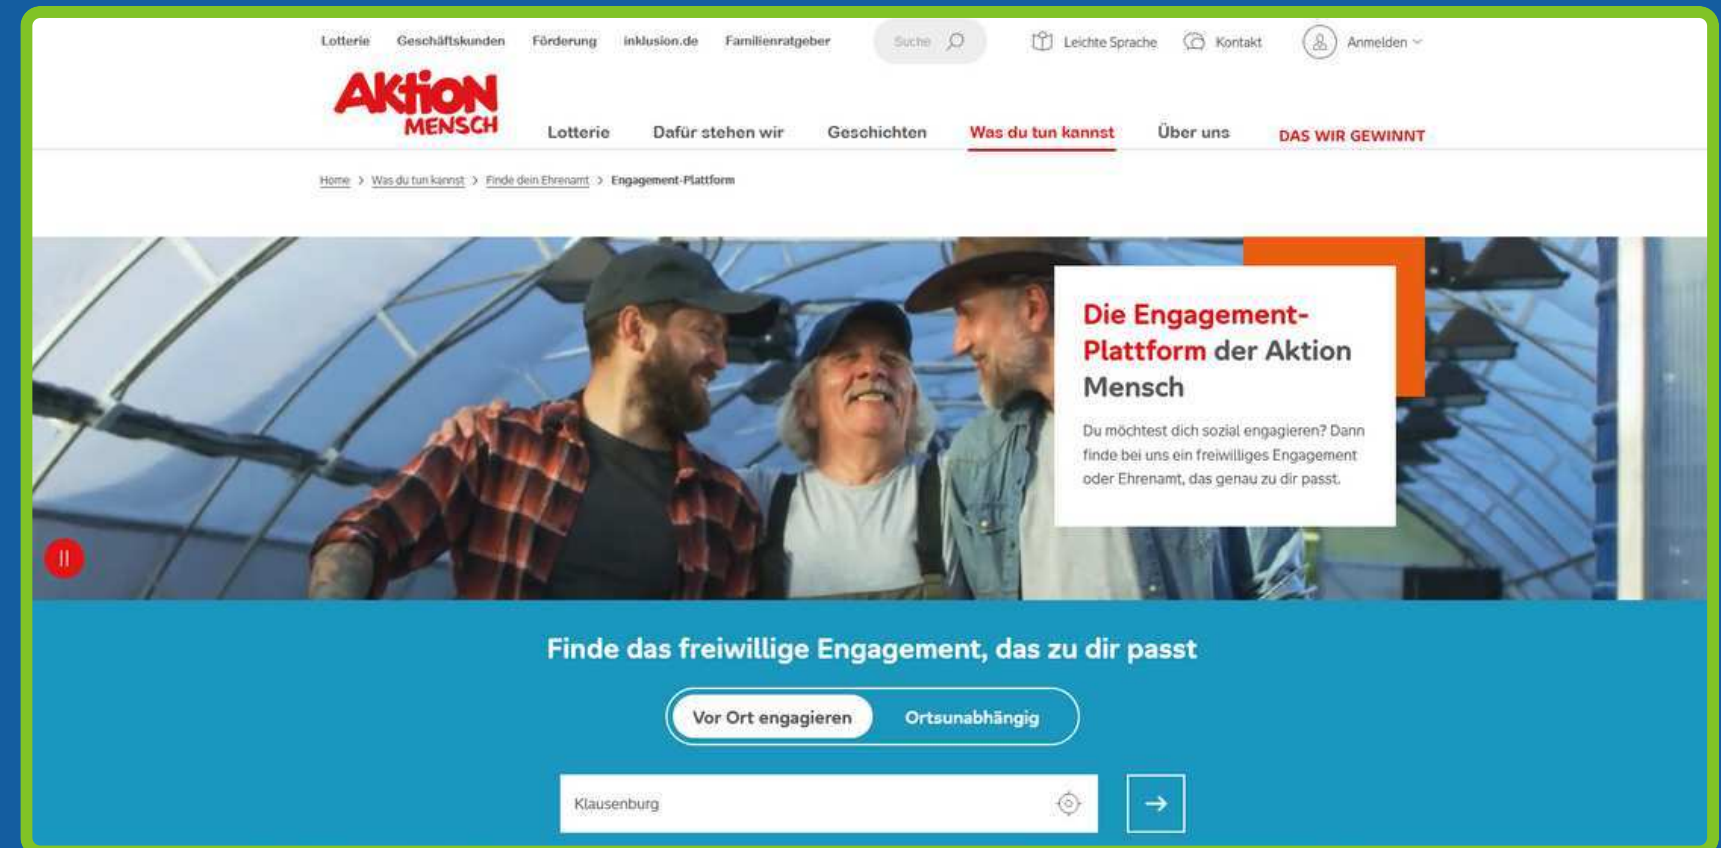 Lotterie Geschäftskunden Förderung inklusion.de Familienratgeber Suche Leichte Sprache Kontakt Anmelden
AKTION
MENSCH
Lotterie Dafür stehen wir Geschichten Was du tun kannst Über uns DAS WIR GEWINNT
Home > Was du tun kannst > Finde dein Ehrenamt > Engagement-Plattform
Die Engagement-
Plattform der Aktion
Mensch
Du möchtest dich sozial engagieren? Dann
finde bei uns ein freiwilliges Engagement
oder Ehrenamt, das genau zu dir passt.
Finde das freiwillige Engagement, das zu dir passt
Vor Ort engagieren Ortsunabhängig
Klausenburg